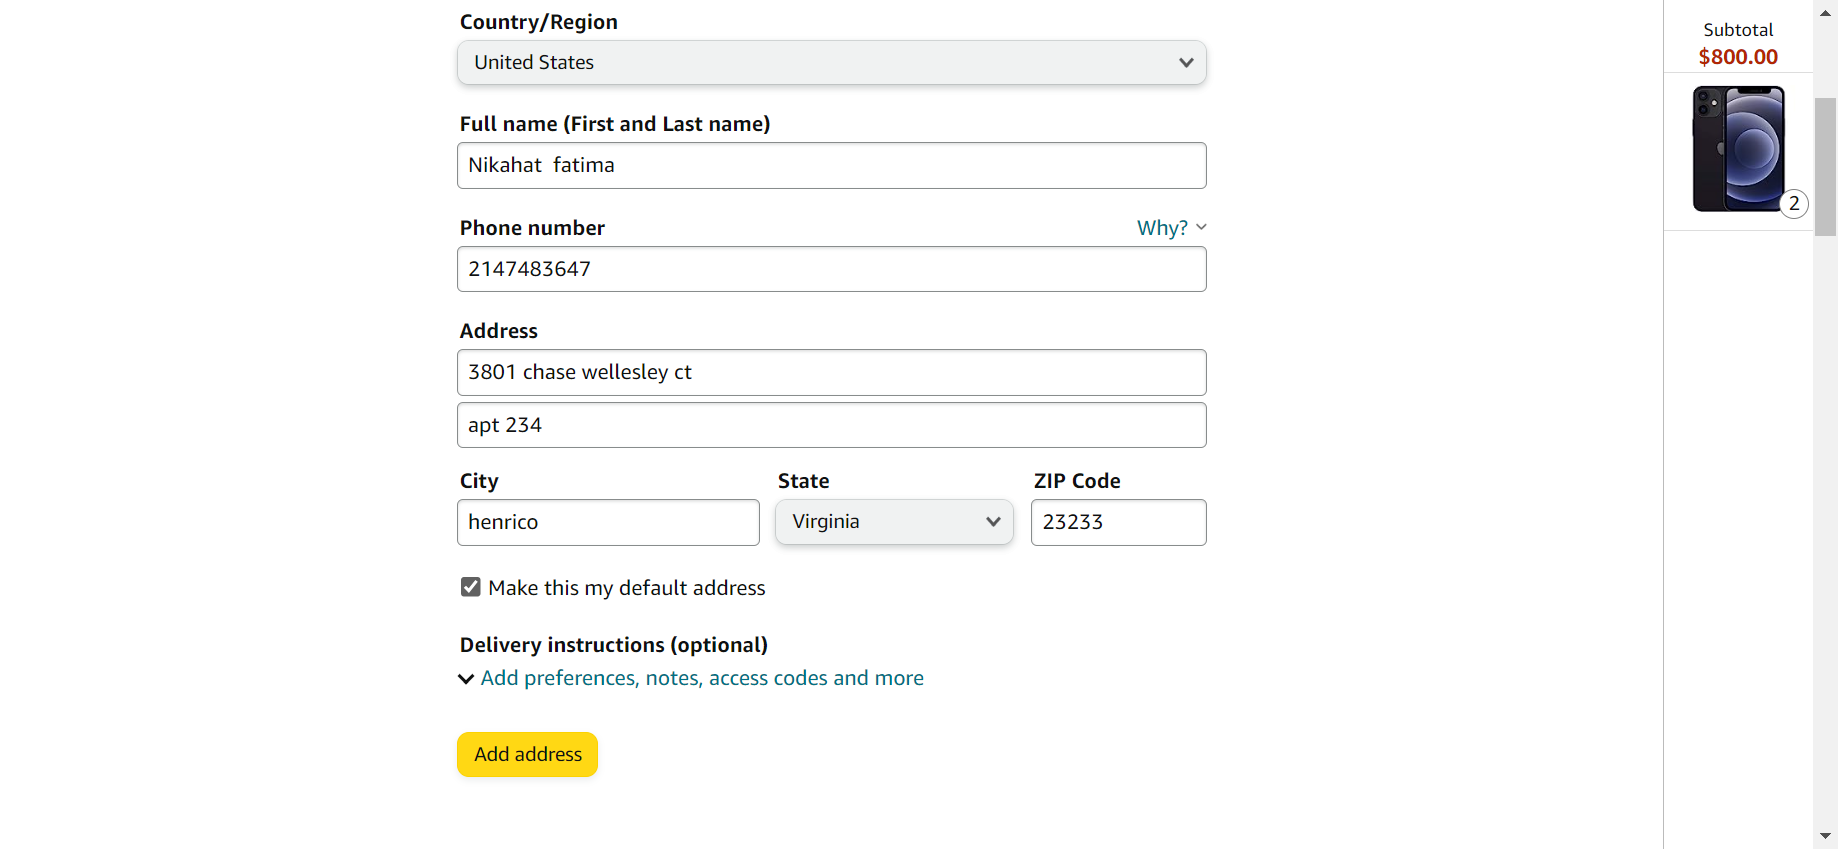 Country/Region
United States
Full name (First and Last name)
Nikahat  fatima
Phone number
Why?
2147483647
Address
3801 chase wellesley ct
apt 234
City
State
ZIP Code
henrico
Virginia
23233
Make this my default address
Delivery instructions (optional)
Add preferences, notes, access codes and more
Add address
Subtotal
$800.00
2